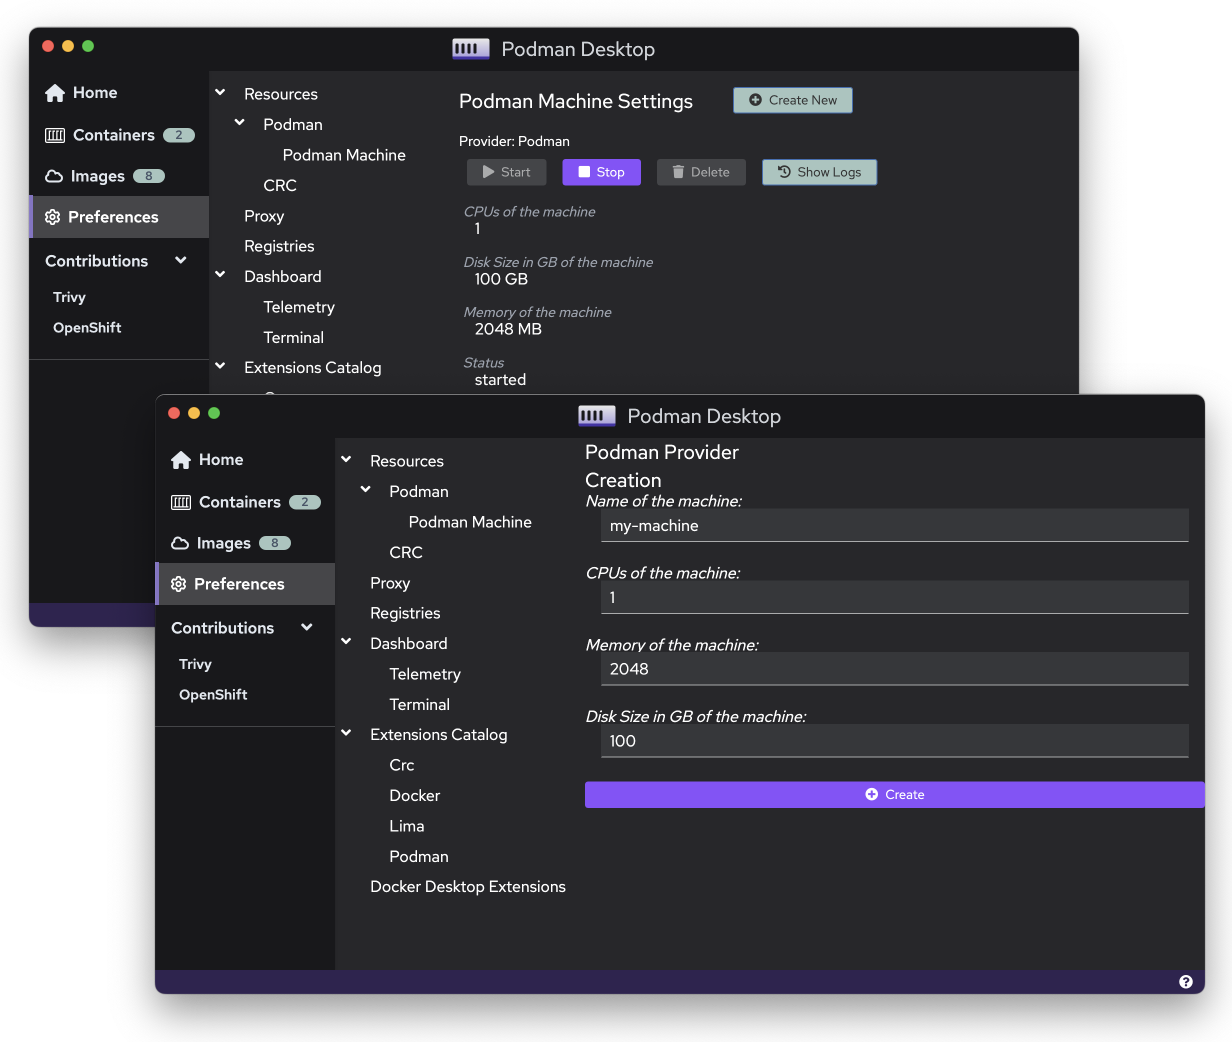 Podman Desktop
Home
Containers 2
Images 8
Preferences
Contributions
Trivy
OpenShift
Resources
Podman
Podman Machine
CRC
Proxy
Registries
Dashboard
Telemetry
Terminal
Extensions Catalog
Podman Machine Settings
Create New
Provider: Podman
Start Stop Delete Show Logs
CPUs of the machine
1
Disk Size in GB of the machine
100 GB
Memory of the machine
2048 MB
Status
started
Podman Desktop
Home
Containers 2
Images 8
Preferences
Contributions
Trivy
OpenShift
Resources
Podman
Podman Machine
CRC
Proxy
Registries
Dashboard
Telemetry
Terminal
Extensions Catalog
Crc
Docker
Lima
Podman
Docker Desktop Extensions
Podman Provider
Creation
Name of the machine:
my-machine
CPUs of the machine:
1
Memory of the machine:
2048
Disk Size in GB of the machine:
100
Create